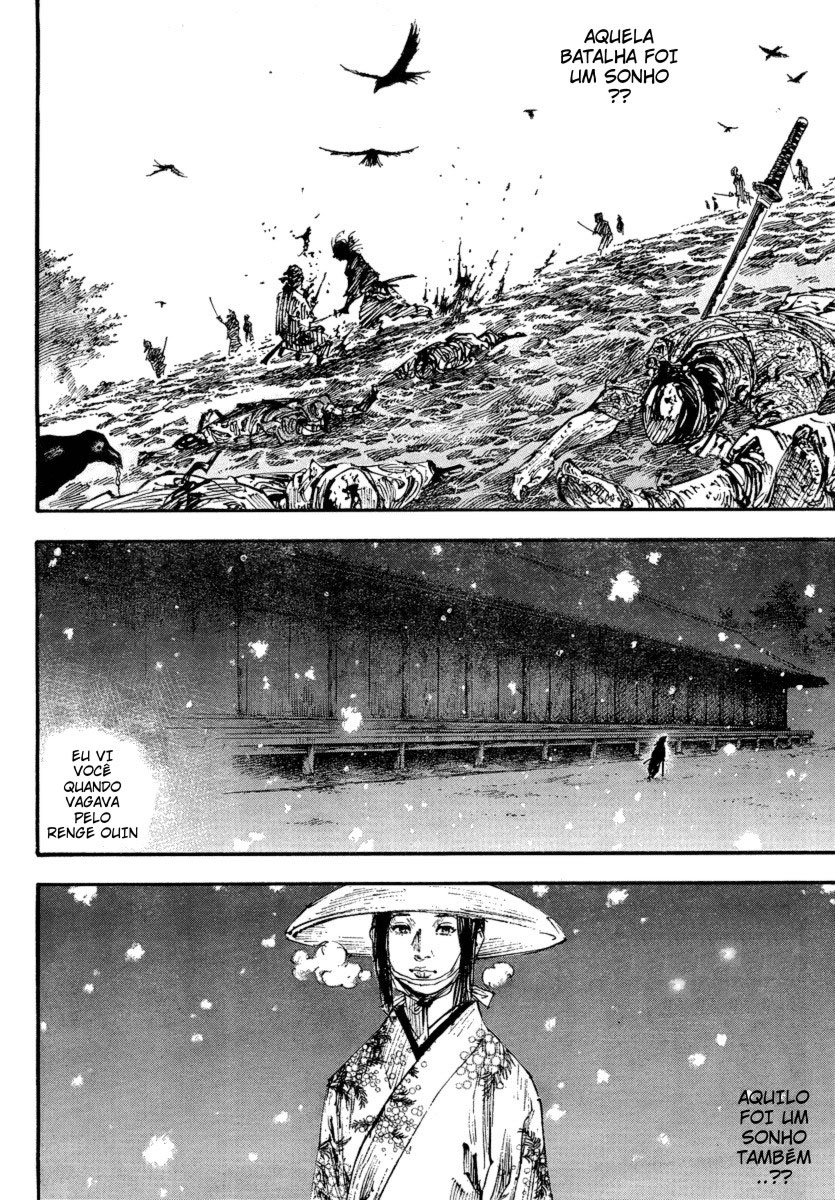 AQUELA
BATALHA FOI
UM SONHO
??
EU VI
VOCÊ
QUANDO
VAGAVA
PELO
RENGE OUIN
AQUILO
FOI UM
SONHO
TAMBÉM
..??